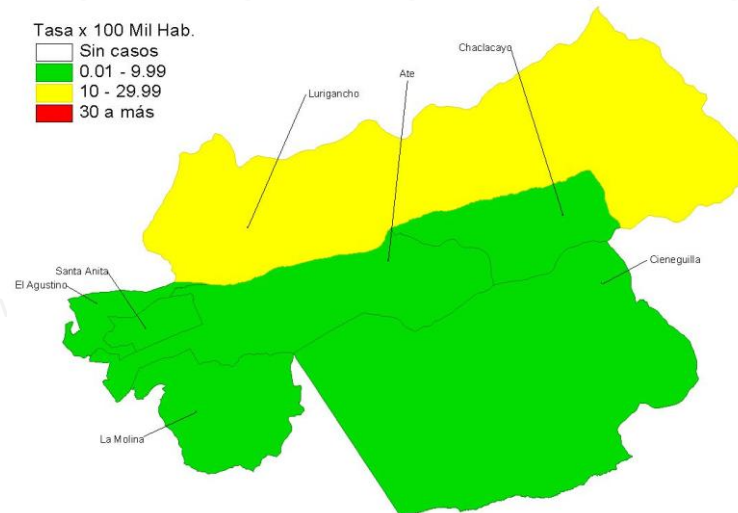 Tasa x 100 Mil Hab.
Sin casos
0.01 - 9.99
10 - 29.99
30 a más
Chaclacayo
Ate
Lurigancho
Cieneguilla
Santa Anita
El Agustino
La Molina